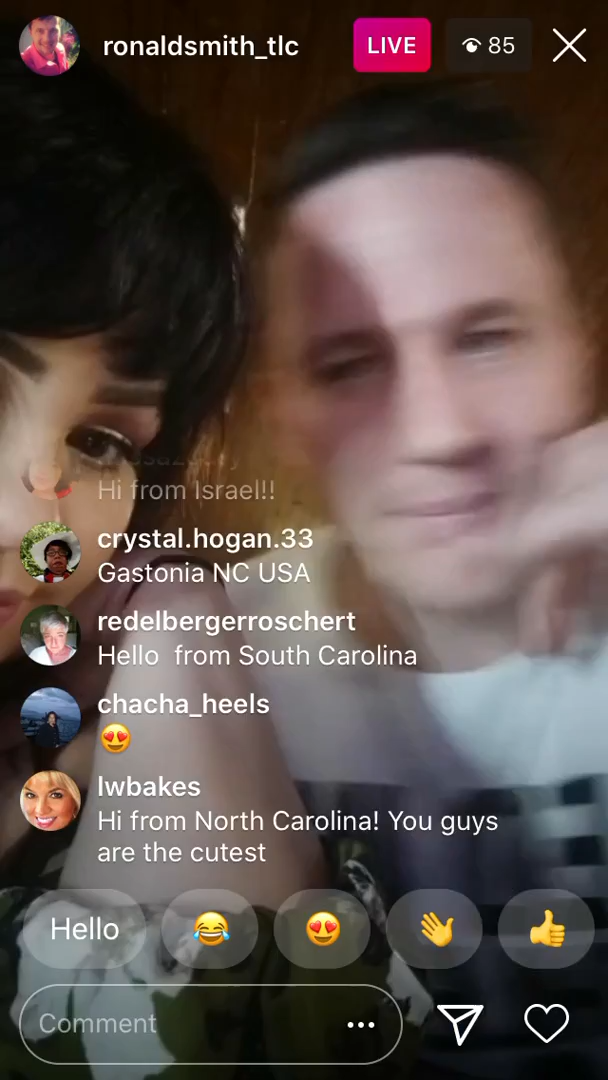 ronaldsmith_tlc LIVE 85
Hi from Israel!!
crystal.hogan.33
Gastonia NC USA
redelbergerroschert
Hello from South Carolina
chacha_heels
😍
lwbakes
Hi from North Carolina! You guys
are the cutest
Hello 😂 😍 👋 👍
Comment